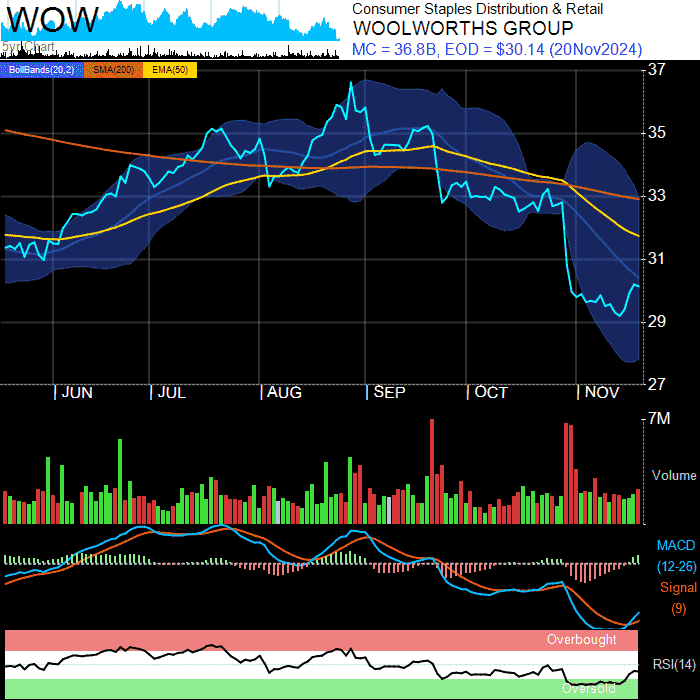 WOW
5yr Chart
Consumer Staples Distribution & Retail
WOOLWORTHS GROUP
MC = 36.8B, EOD = $30.14 (20Nov2024)
BollBands(20,2) SMA(200) EMA(50)
37
35
33
31
29
27
JUN JUL AUG SEP OCT NOV
7M
Volume
MACD
(12-26)
Signal
(9)
Overbought
RSI(14)
Oversold